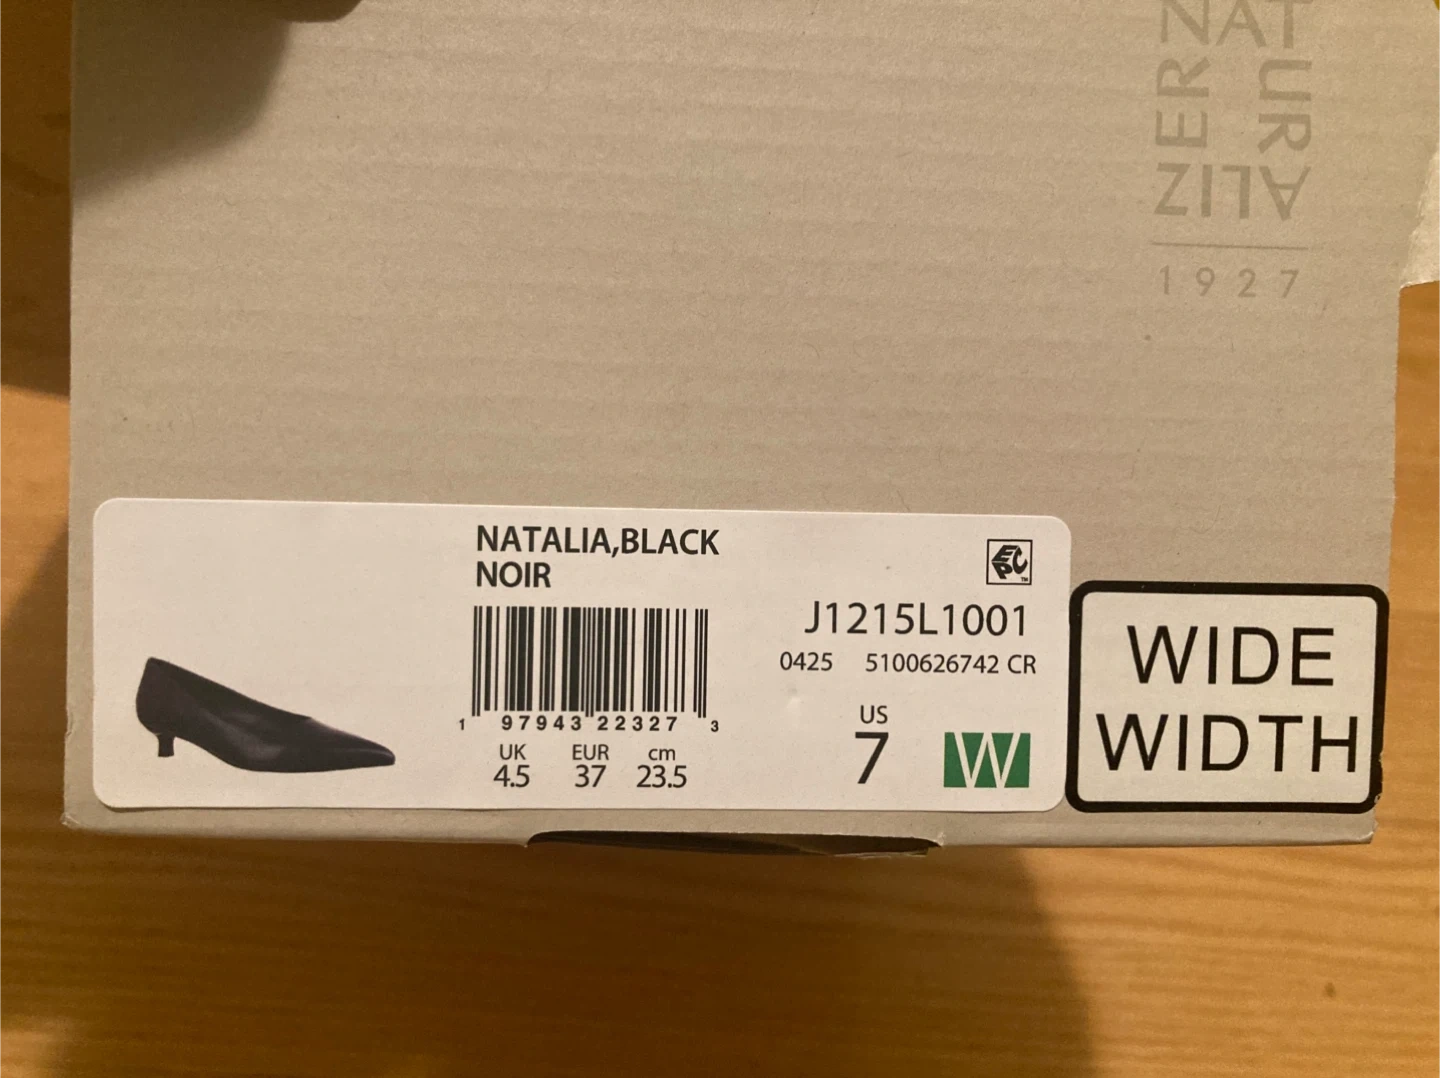 NATURALIZER
1927
NATALIA,BLACK
NOIR
EPC™
J1215L1001
0425 5100626742 CR
1 97943 22327 3
UK EUR cm
4.5 37 23.5
US
7 W
WIDE
WIDTH